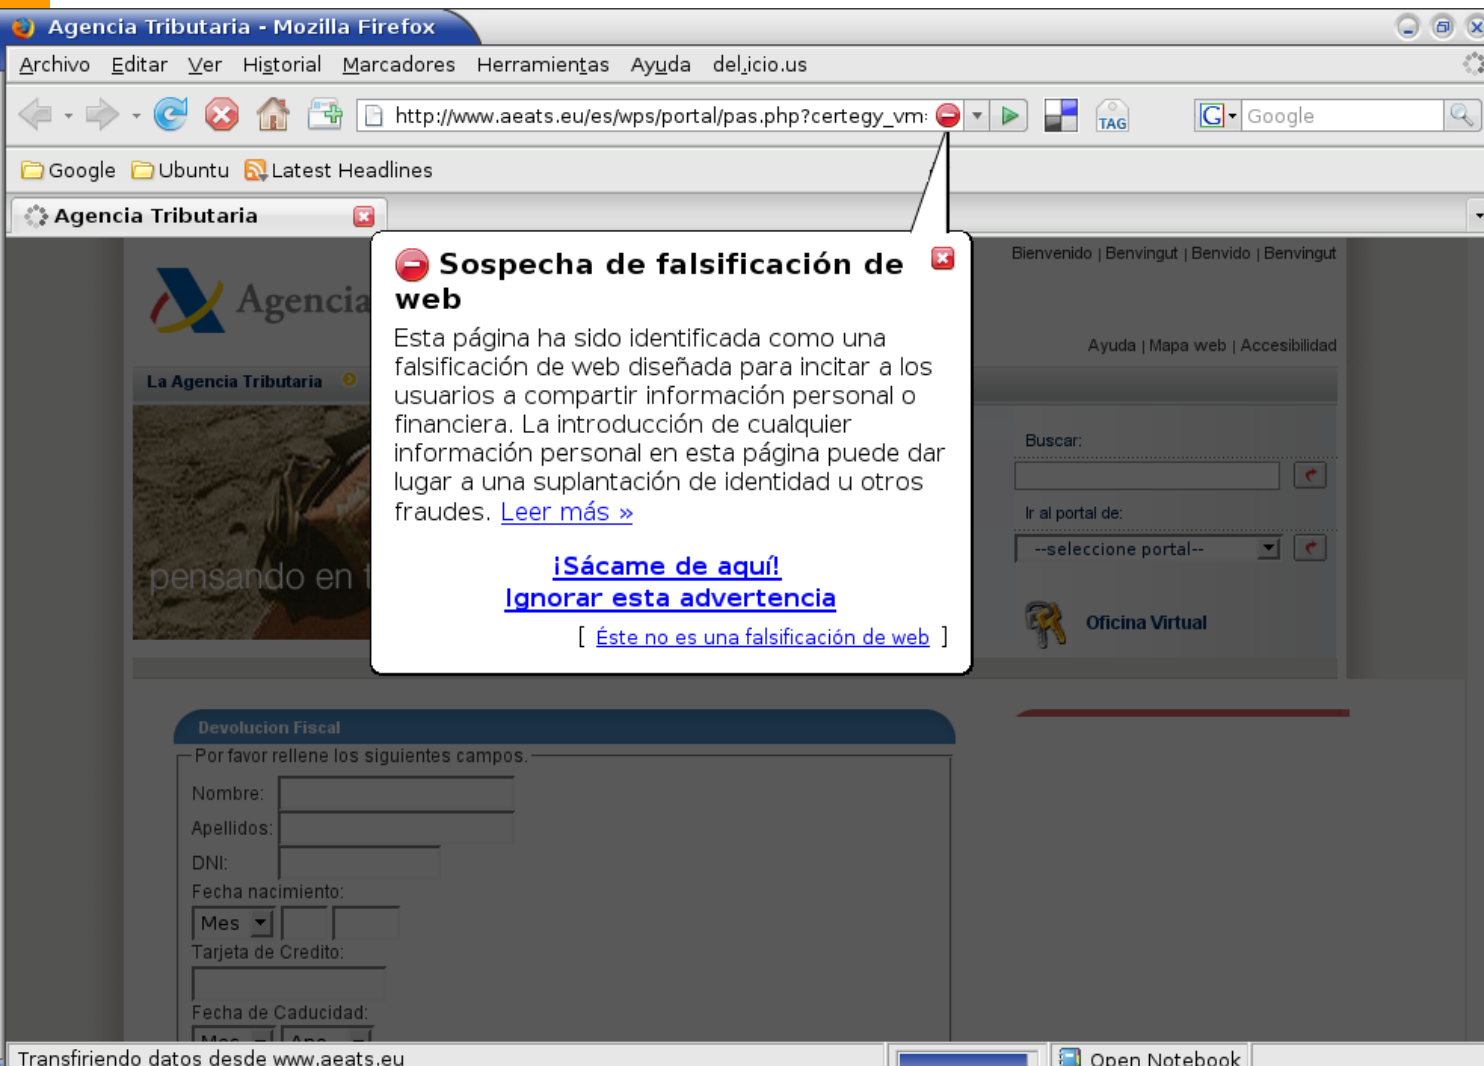 Agencia Tributaria - Mozilla Firefox
Archivo Editar Ver Historial Marcadores Herramientas Ayuda del.icio.us
http://www.aeats.eu/es/wps/portal/pas.php?certegy_vm
TAG
G Google
Google Ubuntu Latest Headlines
Agencia Tributaria
Sospecha de falsificación de
web
Esta página ha sido identificada como una
falsificación de web diseñada para incitar a los
usuarios a compartir información personal o
financiera. La introducción de cualquier
información personal en esta página puede dar
lugar a una suplantación de identidad u otros
fraudes. Leer más »
¡Sácame de aquí!
Ignorar esta advertencia
[ Éste no es una falsificación de web ]
Bienvenido | Benvingut | Benvido | Benvingut
Agencia
Ayuda | Mapa web | Accesibilidad
La Agencia Tributaria
pensando en t
Buscar:
Ir al portal de:
--seleccione portal--
Oficina Virtual
Devolucion Fiscal
Por favor rellene los siguientes campos.
Nombre:
Apellidos:
DNI:
Fecha nacimiento:
Mes
Tarjeta de Credito:
Fecha de Caducidad:
Mes Ano
Transfiriendo datos desde www.aeats.eu
Open Notebook